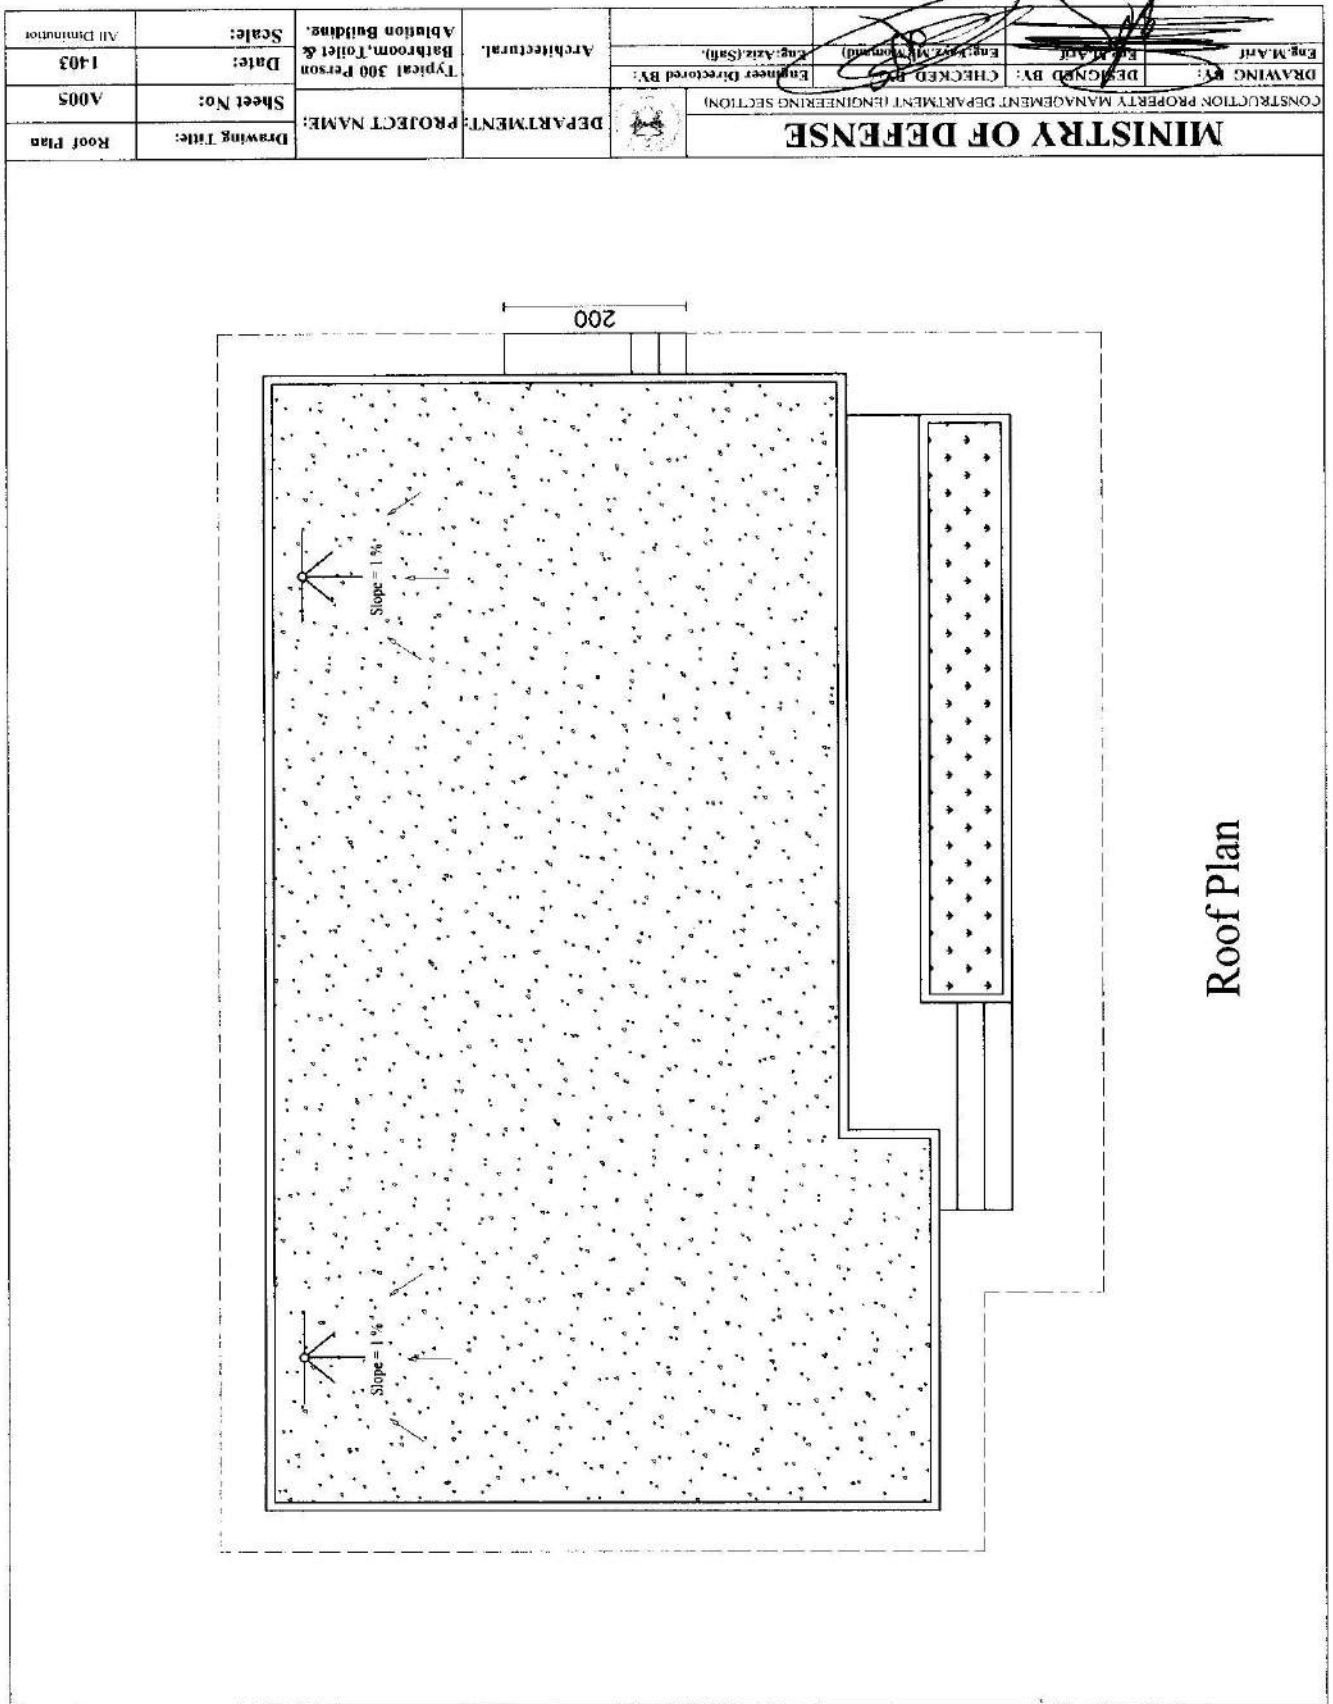 MINISTRY OF DEFENSE
CONSTRUCTION PROPERTY MANAGEMENT DEPARTMENT (ENGINEERING SECTION)
DRAWING BY:
DESIGNED BY:
CHECKED BY:
Engineer Directored BY:
Eng.M.Arif
Eng.M.Arif
Eng:Aziz.(Safi).
DEPARTMENT:
Architectural.
PROJECT NAME:
Typical 300 Person
Bathroom,Toilet &
Ablution Building.
Drawing Title:
Roof Plan
Sheet No:
A005
Date:
1403
Scale:
200
Slope = 1 %
Slope = 1 %
Roof Plan